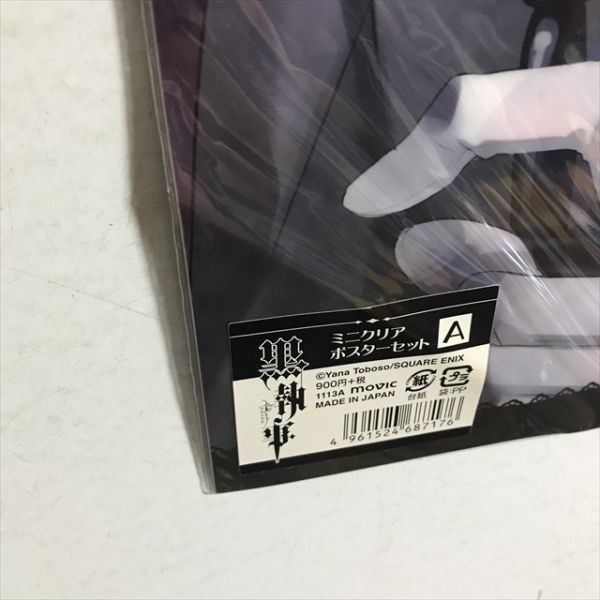 黒執事
ミニクリア
ポスターセット
A
©Yana Toboso/SQUARE ENIX
900円+税
1113A movic
MADE IN JAPAN
紙
台紙
プラ
袋:PP
4 961524 687176